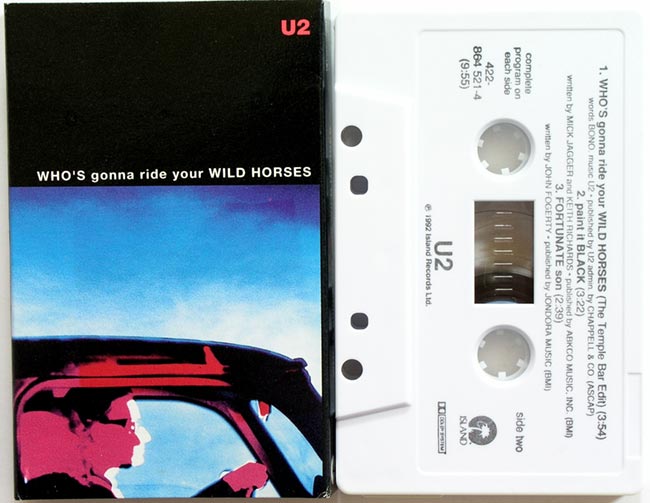 U2
WHO'S gonna ride your WILD HORSES
complete
program on
each side
422-
864 521-4
(9:55)
1. WHO'S gonna ride your WILD HORSES (The Temple Bar Edit) (3:54)
words BONO. music U2 • published by U2 admin. by CHAPPELL & CO (ASCAP)
2. paint it BLACK (3:22)
written by MICK JAGGER and KEITH RICHARDS • published by ABKCO MUSIC, INC. (BMI)
3. FORTUNATE son (2:39)
written by JOHN FOGERTY • published by JONDORA MUSIC (BMI)
U2
℗ 1992 Island Records Ltd.
side two
ISLAND
DOLBY SYSTEM